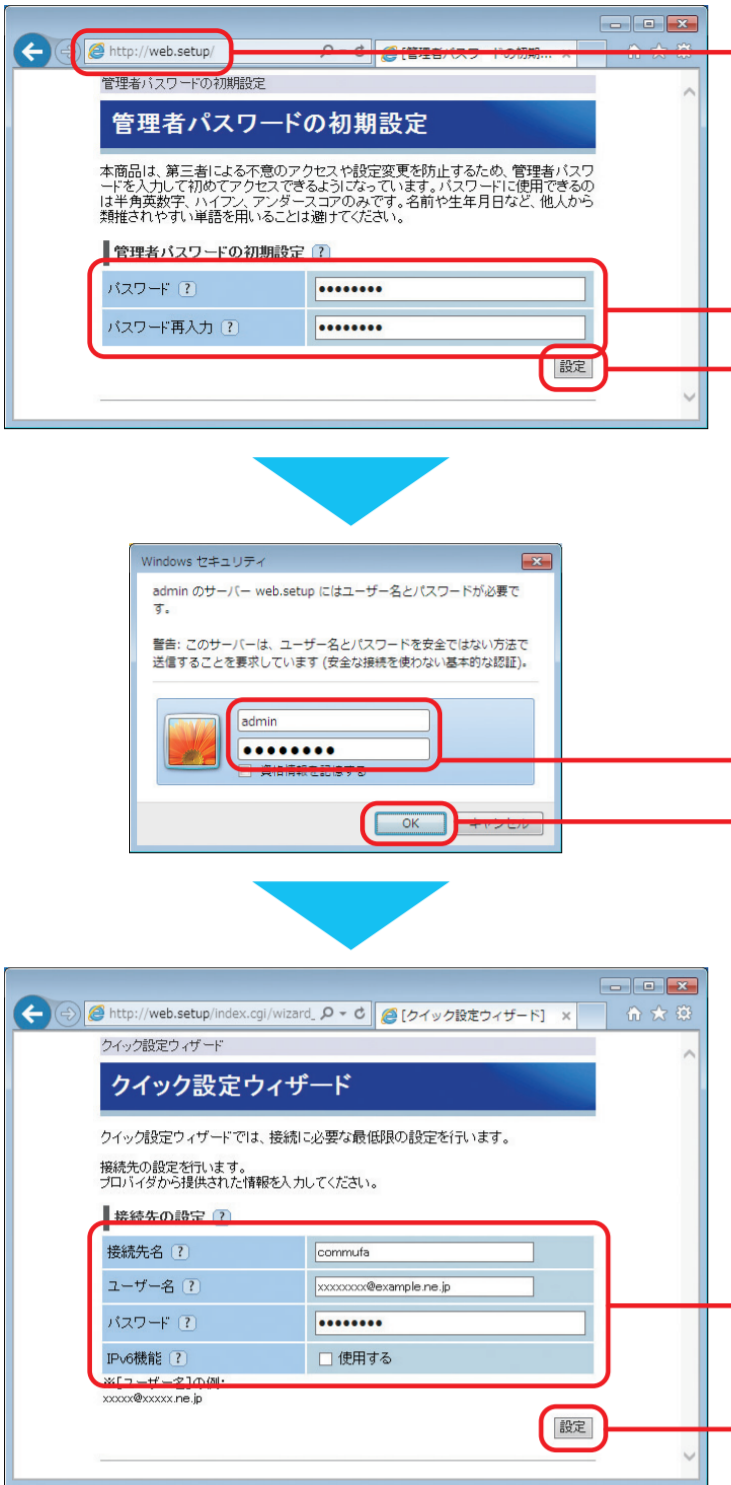 http://web.setup/
[管理者パスワードの初期... ×
管理者パスワードの初期設定
管理者パスワードの初期設定
本商品は、第三者による不意のアクセスや設定変更を防止するため、管理者パスワ
ードを入力して初めてアクセスできるようになっています。パスワードに使用できるの
は半角英数字、ハイフン、アンダースコアのみです。名前や生年月日など、他人から
類推されやすい単語を用いることは避けてください。
管理者パスワードの初期設定 ?
パスワード ? ●●●●●●●●
パスワード再入力 ? ●●●●●●●●
設定
Windows セキュリティ
admin のサーバー web.setup にはユーザー名とパスワードが必要で
す。
警告: このサーバーは、ユーザー名とパスワードを安全ではない方法で
送信することを要求しています (安全な接続を使わない基本的な認証)。
admin
●●●●●●●●
資格情報を記憶する
OK キャンセル
http://web.setup/index.cgi/wizard_ [クイック設定ウィザード] ×
クイック設定ウィザード
クイック設定ウィザード
クイック設定ウィザードでは、接続に必要な最低限の設定を行います。
接続先の設定を行います。
プロバイダから提供された情報を入力してください。
接続先の設定 ?
接続先名 ? commufa
ユーザー名 ? xxxxxxxx@example.ne.jp
パスワード ? ●●●●●●●●
IPv6機能 ? 使用する
※[ユーザー名]の例:
xxxxx@xxxxx.ne.jp
設定